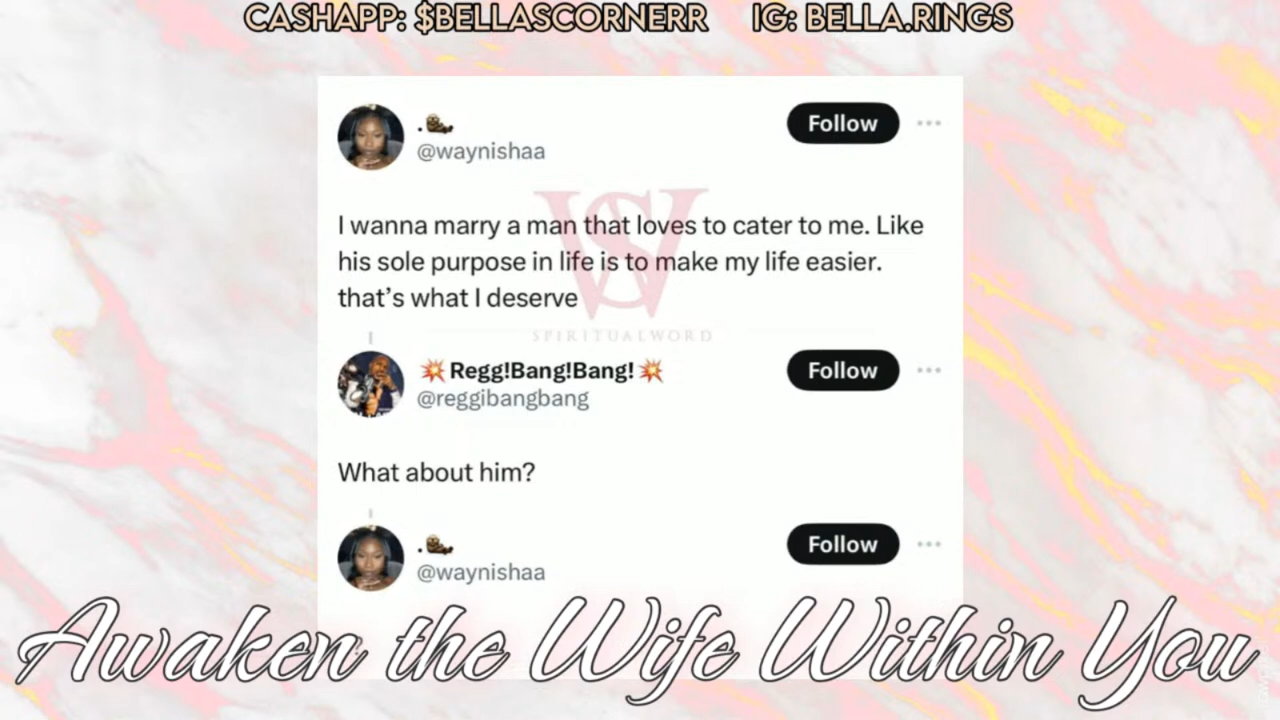 CASHAPP: $BELLASCORNERR IG: BELLA.RINGS
.
@waynishaa
Follow
I wanna marry a man that loves to cater to me. Like
his sole purpose in life is to make my life easier.
that’s what I deserve
SW
SPIRITUALWORD
💥 Regg!Bang!Bang! 💥
@reggibangbang
Follow
What about him?
.
@waynishaa
Follow
Awaken the Wife Within You